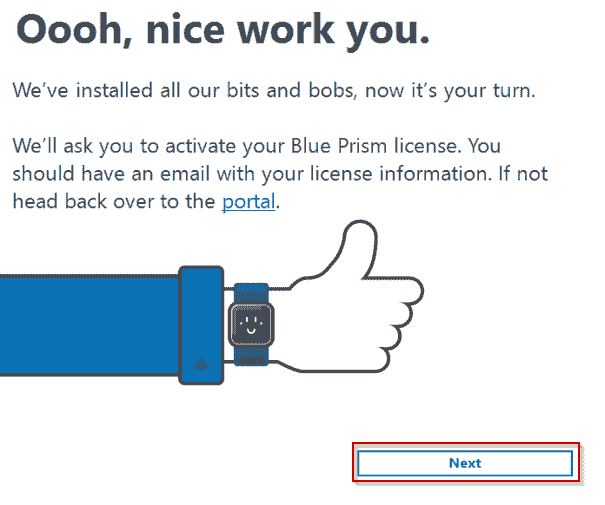 Oooh, nice work you.
We've installed all our bits and bobs, now it's your turn.
We'll ask you to activate your Blue Prism license. You
should have an email with your license information. If not
head back over to the portal.
Next